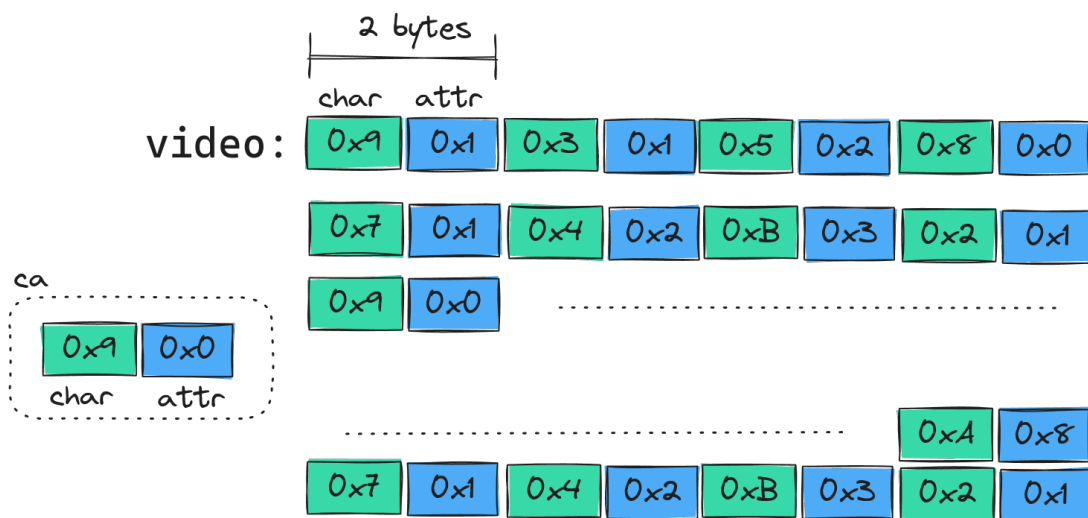 2 bytes
char attr
video: 0x9 0x1 0x3 0x1 0x5 0x2 0x8 0x0
0x7 0x1 0x4 0x2 0xB 0x3 0x2 0x1
ca
0x9 0x0
0x9 0x0
char attr
0xA 0x8
0x7 0x1 0x4 0x2 0xB 0x3 0x2 0x1